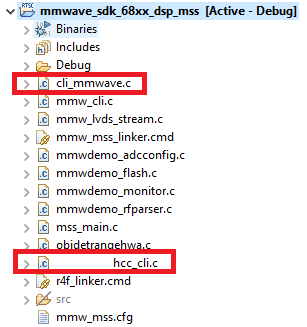 mmwave_sdk_68xx_dsp_mss [Active - Debug]
Binaries
Includes
Debug
cli_mmwave.c
mmw_cli.c
mmw_lvds_stream.c
mmw_mss_linker.cmd
mmwdemo_adcconfig.c
mmwdemo_flash.c
mmwdemo_monitor.c
mmwdemo_rfparser.c
mss_main.c
objdetrangehwa.c
hcc_cli.c
r4f_linker.cmd
src
mmw_mss.cfg